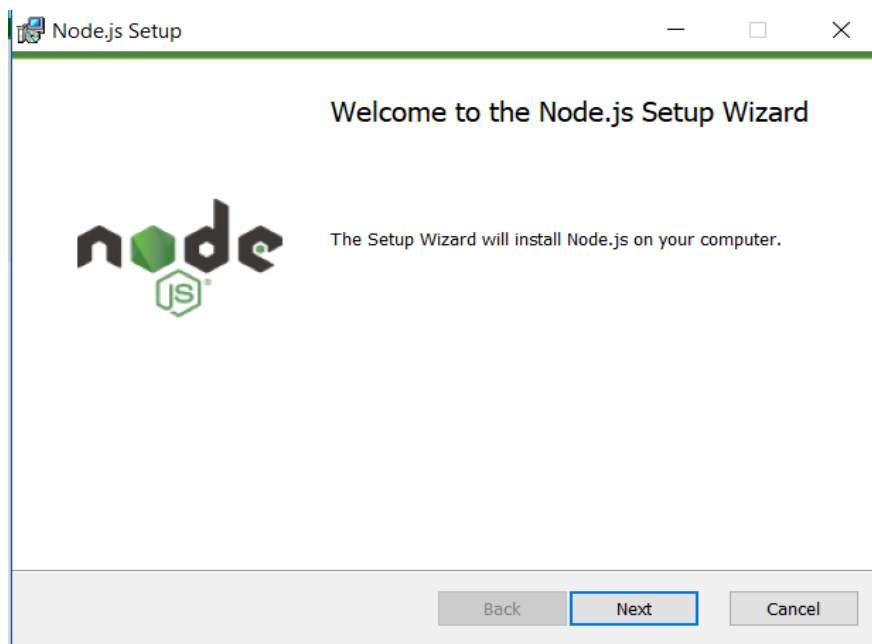 Node.js Setup
Welcome to the Node.js Setup Wizard
The Setup Wizard will install Node.js on your computer.
node
JS
Back Next Cancel